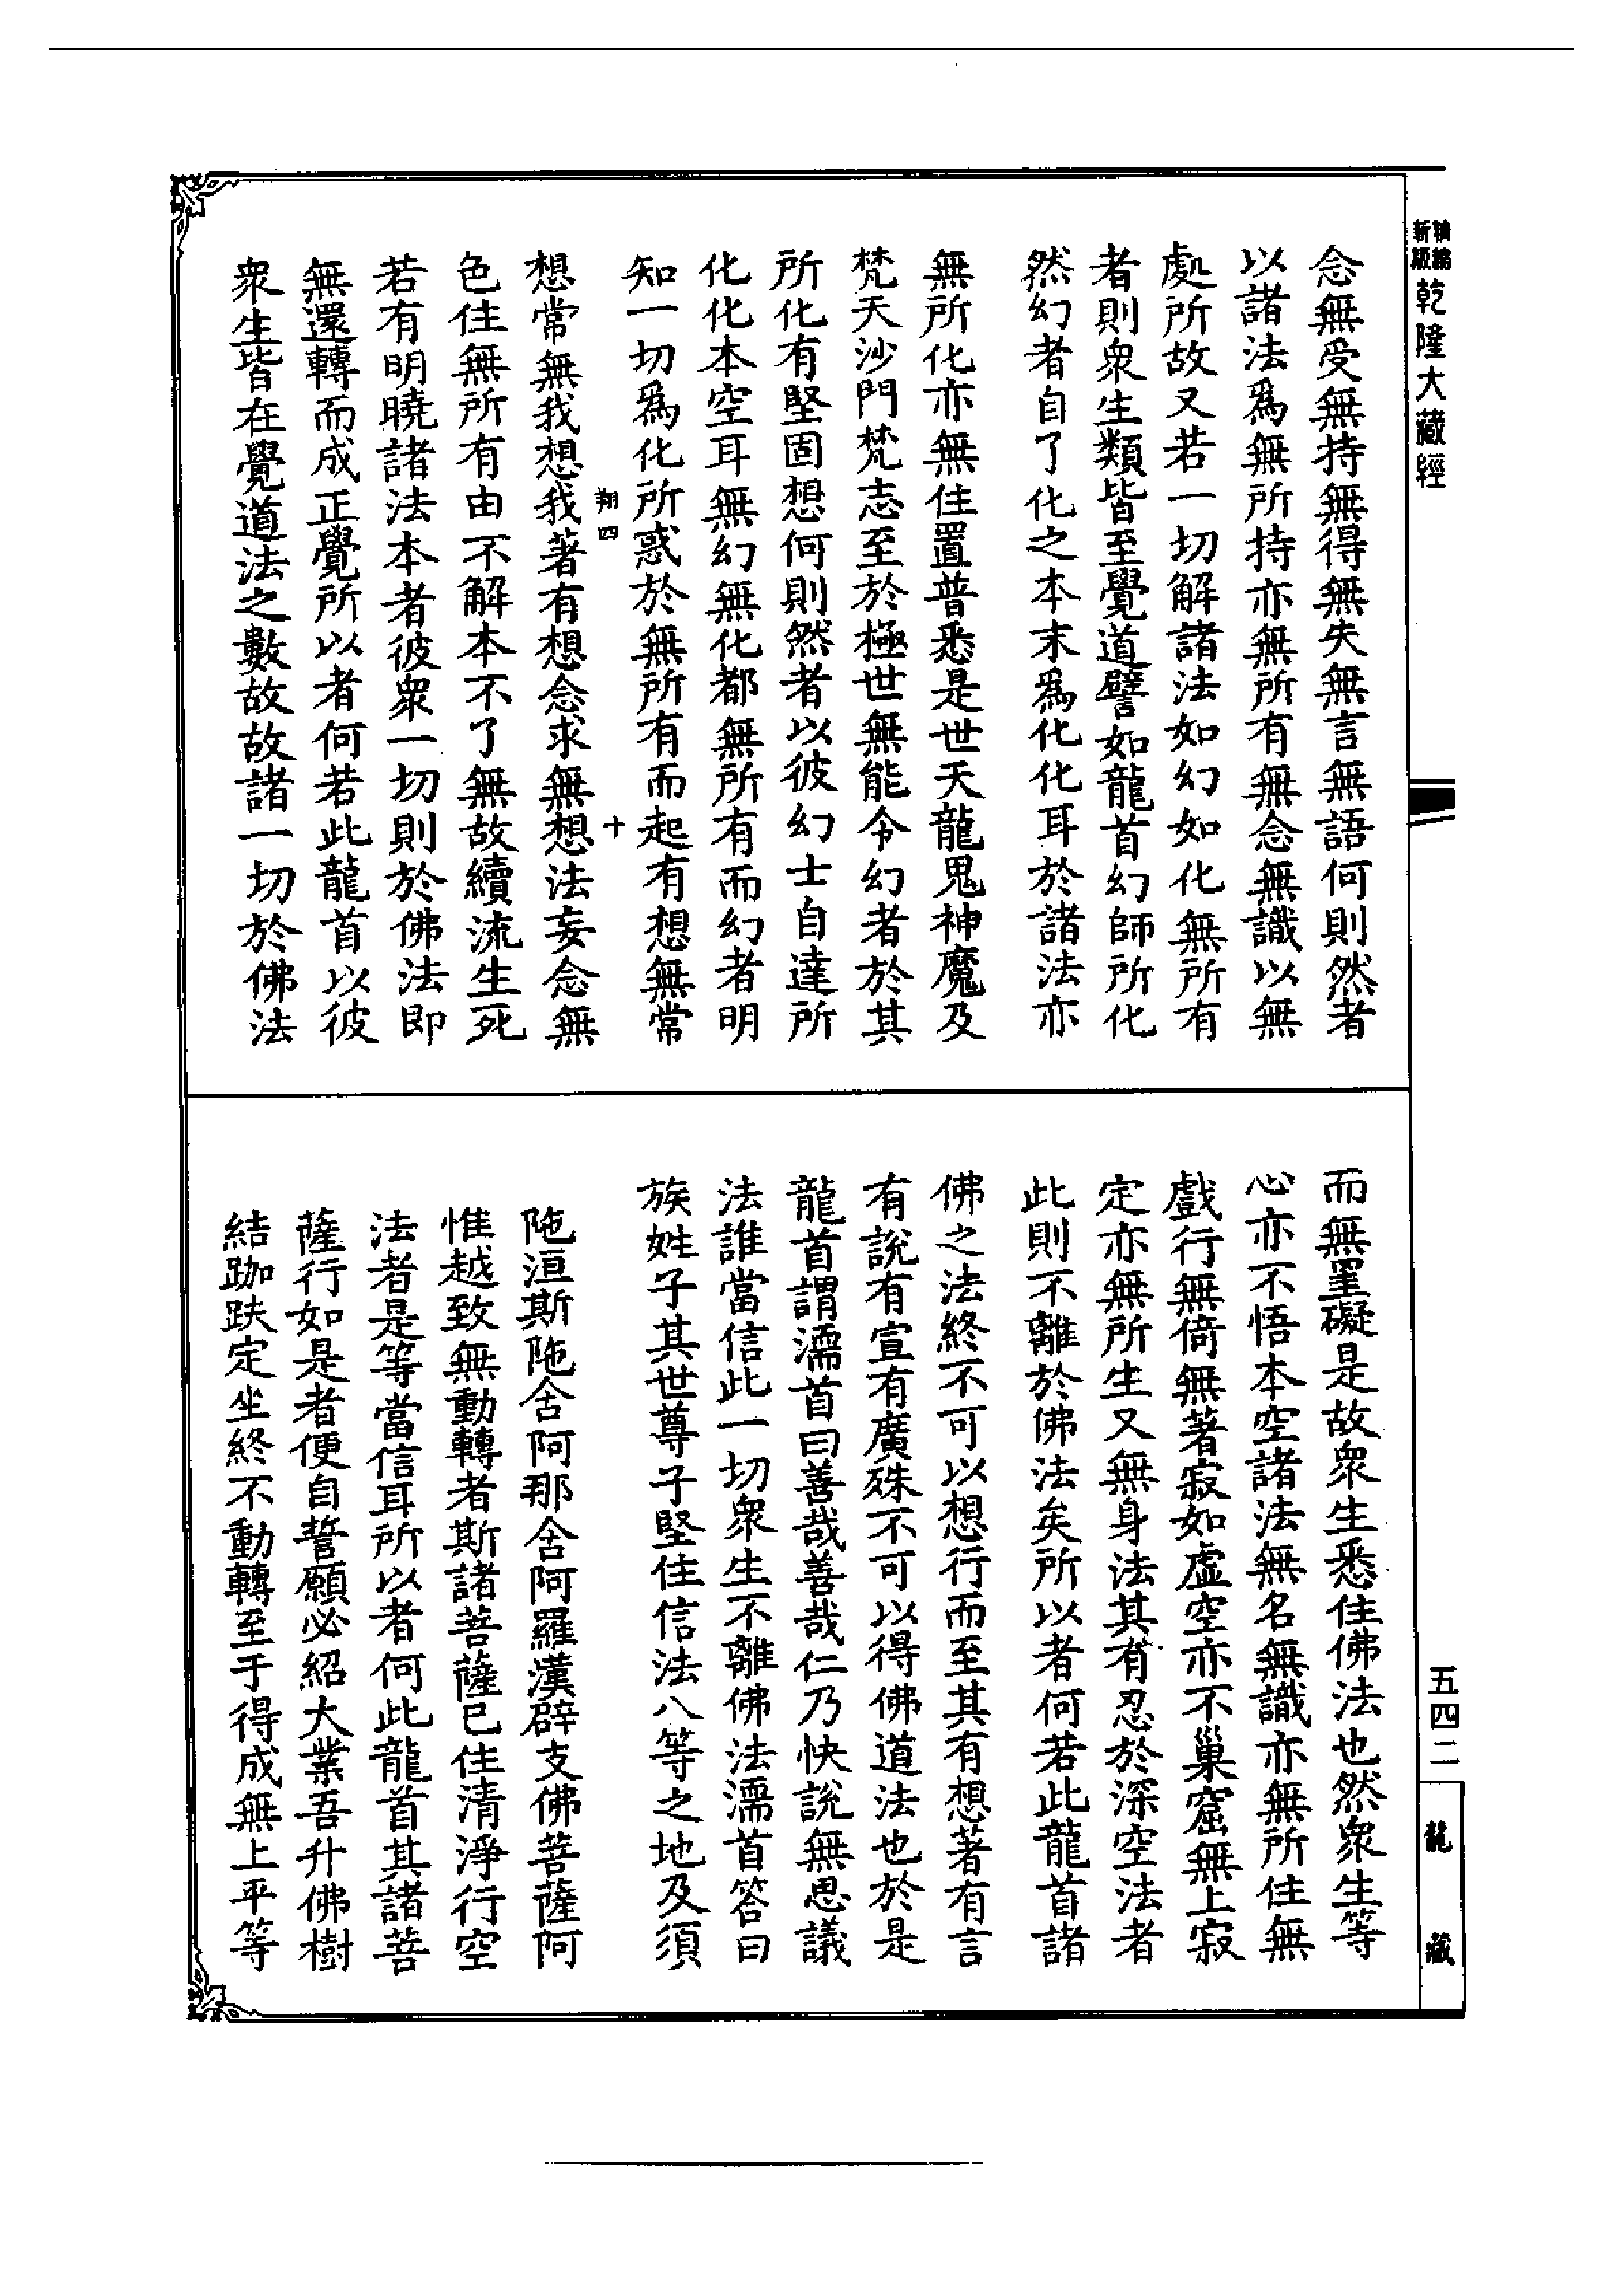 精編新版乾隆大藏經
念無受無持無得無失無言無語何則然者
以諸法爲無所持亦無所有無念無識以無
處所故又若一切解諸法如幻如化無所有
者則衆生類皆至覺道譬如龍首幻師所化
然幻者自了化之本末爲化化耳於諸法亦
無所化亦無住置普悉是世天龍鬼神魔及
梵天沙門梵志至於極世無能令幻者於其
所化有堅固想何則然者以彼幻士自達所
化化本空耳無幻無化都無所有而幻者明
知一切爲化所惑於無所有而起有想無常
翔四 十
想常無我想我著有想念求無想法妄念無
色住無所有由不解本不了無故續流生死
若有明曉諸法本者彼衆一切則於佛法即
無還轉而成正覺所以者何若此龍首以彼
衆生皆在覺道法之數故故諸一切於佛法
而無罣礙是故衆生悉住佛法也然衆生等
心亦不悟本空諸法無名無識亦無所住無
戲行無倚無著寂如虛空亦不巢窟無上寂
定亦無所生又無身法其有忍於深空法者
此則不離於佛法矣所以者何若此龍首諸
佛之法終不可以想行而至其有想著有言
有說有宣有廣殊不可以得佛道法也於是
龍首謂濡首曰善哉善哉仁乃快說無思議
法誰當信此一切衆生不離佛法濡首答曰
族姓子其世尊子堅住信法八等之地及須
陁洹斯陁含阿那含阿羅漢辟支佛菩薩阿
惟越致無動轉者斯諸菩薩已住清淨行空
法者是等當信耳所以者何此龍首其諸菩
薩行如是者便自誓願必紹大業吾升佛樹
結跏趺定坐終不動轉至于得成無上平等
五四二
龍藏